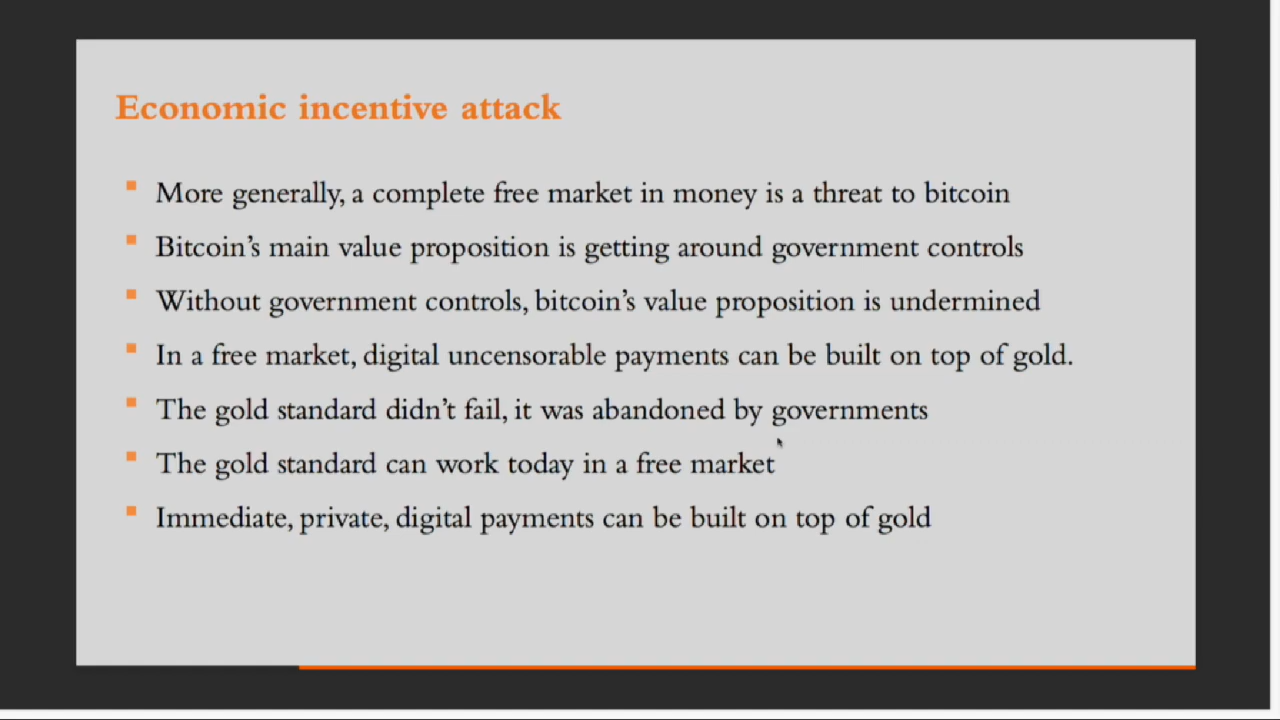 Economic incentive attack
More generally, a complete free market in money is a threat to bitcoin
Bitcoin’s main value proposition is getting around government controls
Without government controls, bitcoin’s value proposition is undermined
In a free market, digital uncensorable payments can be built on top of gold.
The gold standard didn’t fail, it was abandoned by governments
The gold standard can work today in a free market
Immediate, private, digital payments can be built on top of gold